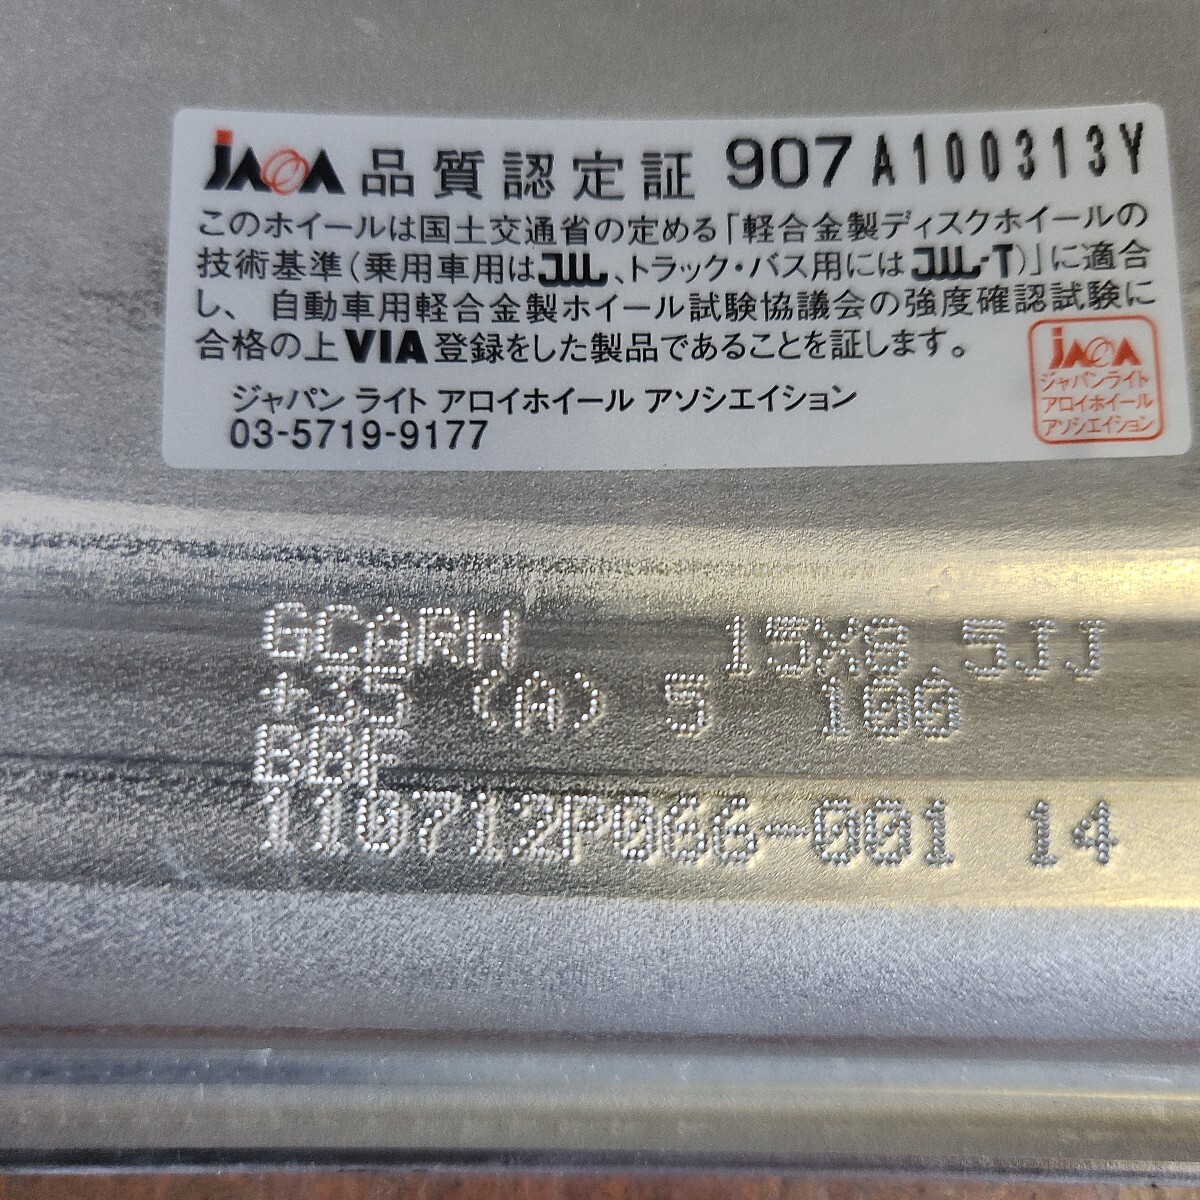 JAWA 品質認定証 907 A100313Y
このホイールは国土交通省の定める「軽合金製ディスクホイールの
技術基準(乗用車用はJWL、トラック・バス用にはJWL-T)」に適合
し、自動車用軽合金製ホイール試験協議会の強度確認試験に
合格の上VIA登録をした製品であることを証します。
ジャパン ライト アロイホイール アソシエイション
03-5719-9177
JAWA
ジャパンライト
アロイホイール
アソシエイション
GCARH 15X8.5JJ
+35 (A) 5 100
BBF
110712P066-001 14